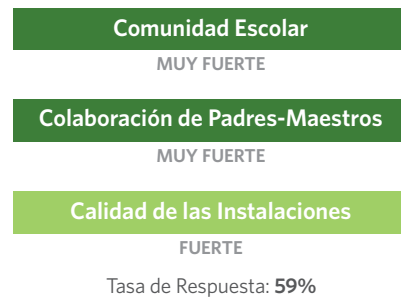 Comunidad Escolar
MUY FUERTE
Colaboración de Padres-Maestros
MUY FUERTE
Calidad de las Instalaciones
FUERTE
Tasa de Respuesta: 59%